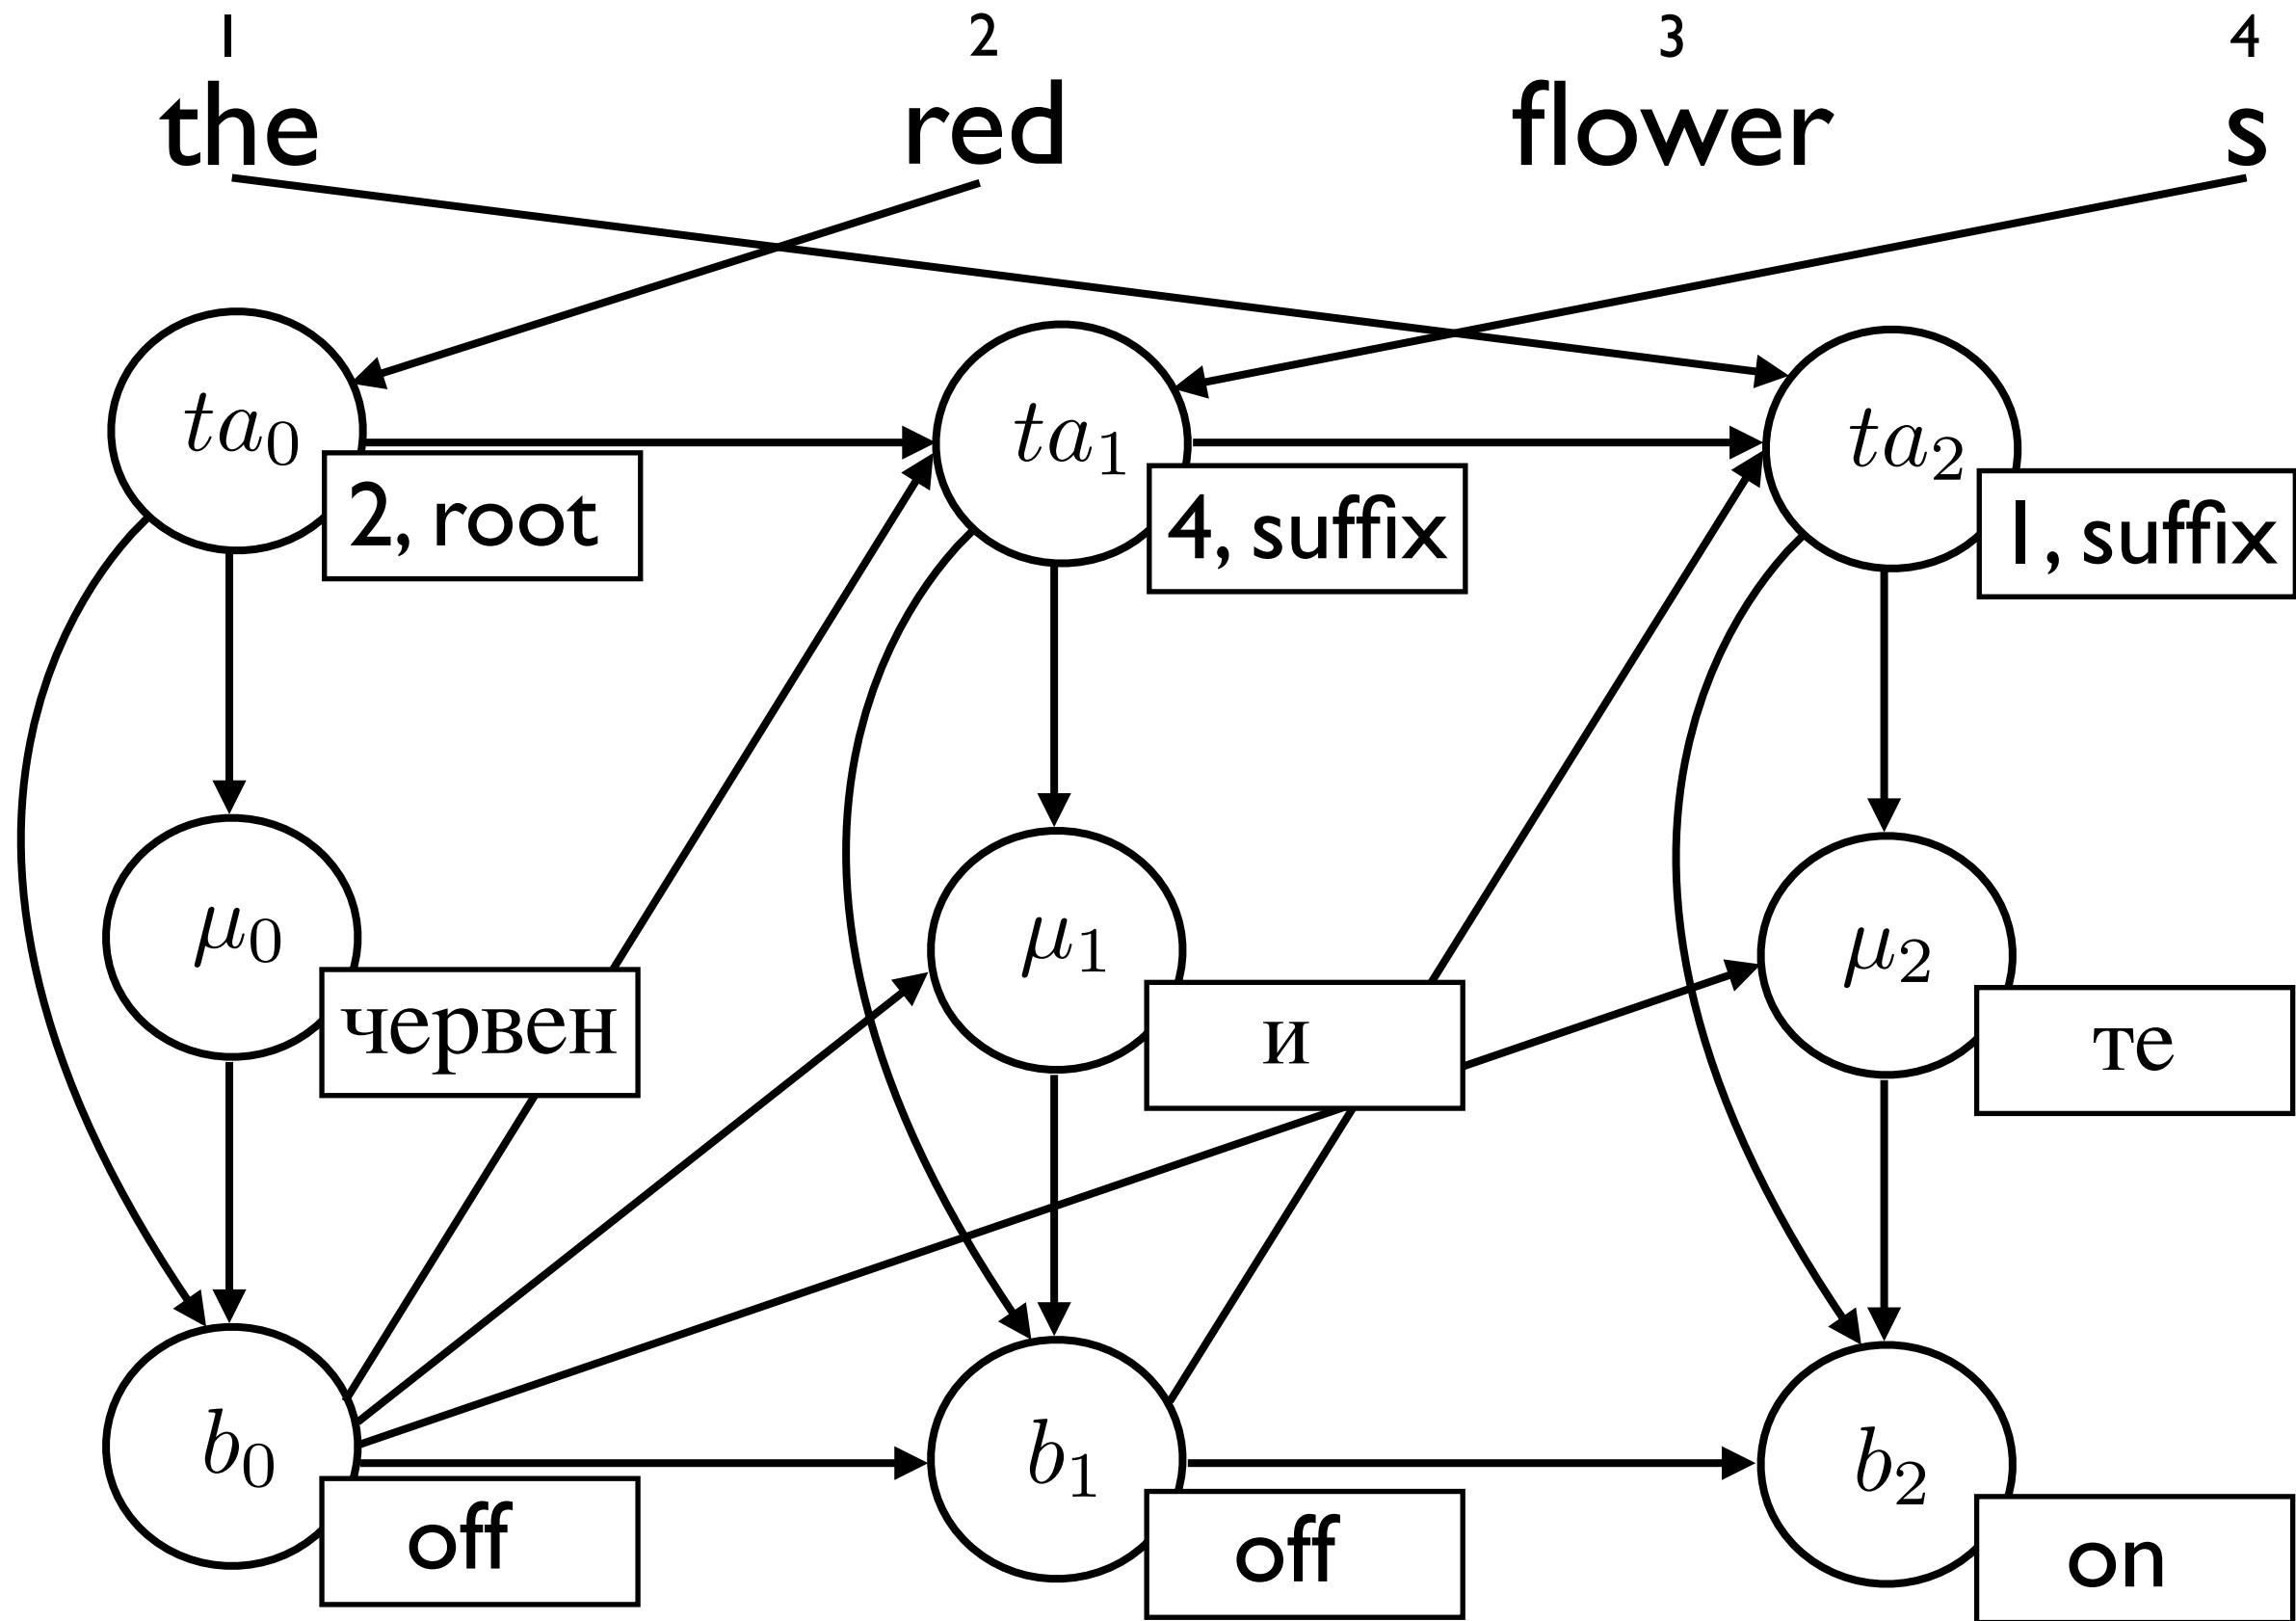 1 2 3 4
the red flower s
ta0 ta1 ta2
2, root 4, suffix 1, suffix
μ0 μ1 μ2
червен и те
b0 b1 b2
off off on